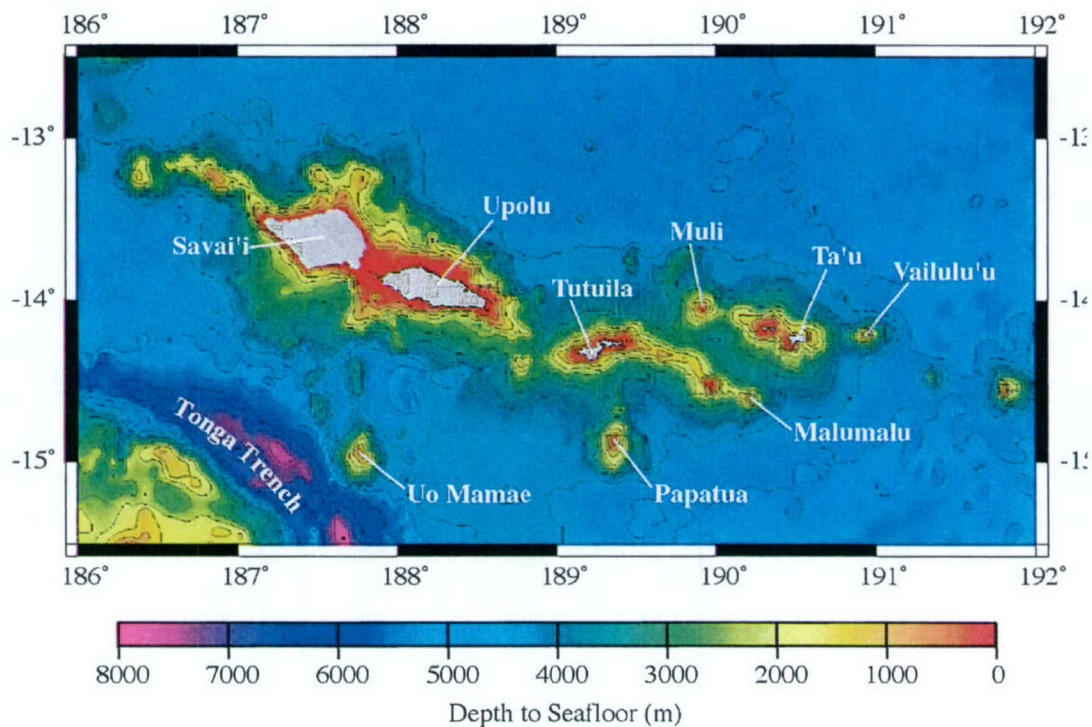 186° 187° 188° 189° 190° 191° 192°
-13°
-14°
-15°
Savai'i
Upolu
Muli
Ta'u
Vailulu'u
Tutuila
Malumalu
Tonga Trench
Uo Mamae
Papatua
186° 187° 188° 189° 190° 191° 192°
8000 7000 6000 5000 4000 3000 2000 1000 0
Depth to Seafloor (m)